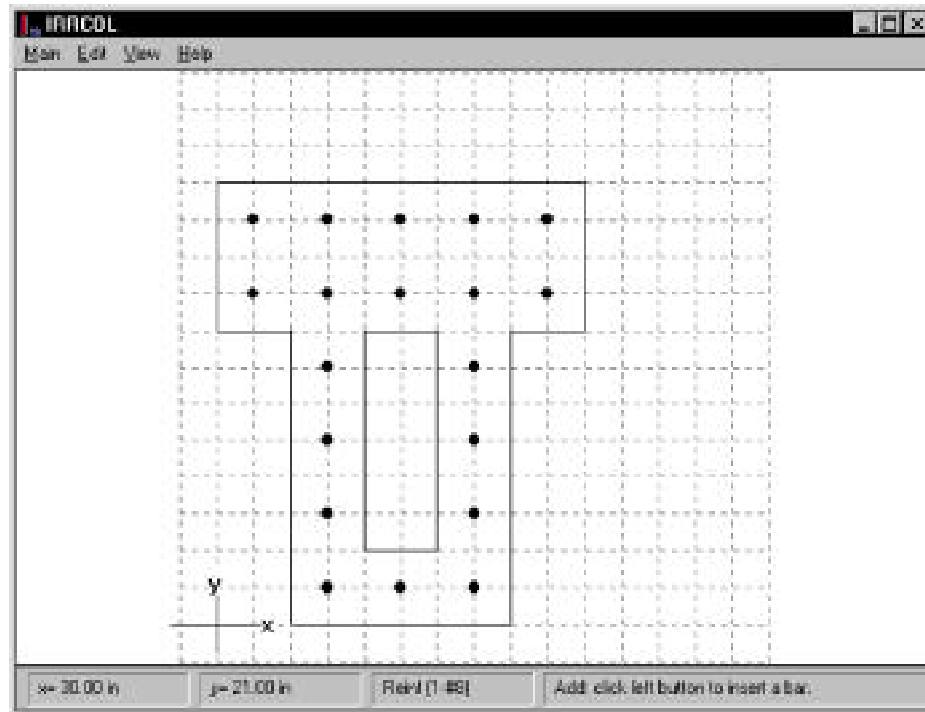 IRRCOL
Main Edit View Help
y
x
x= 30.00 in
y= 21.00 in
Reinf (1-#8)
Add: click left button to insert a bar.